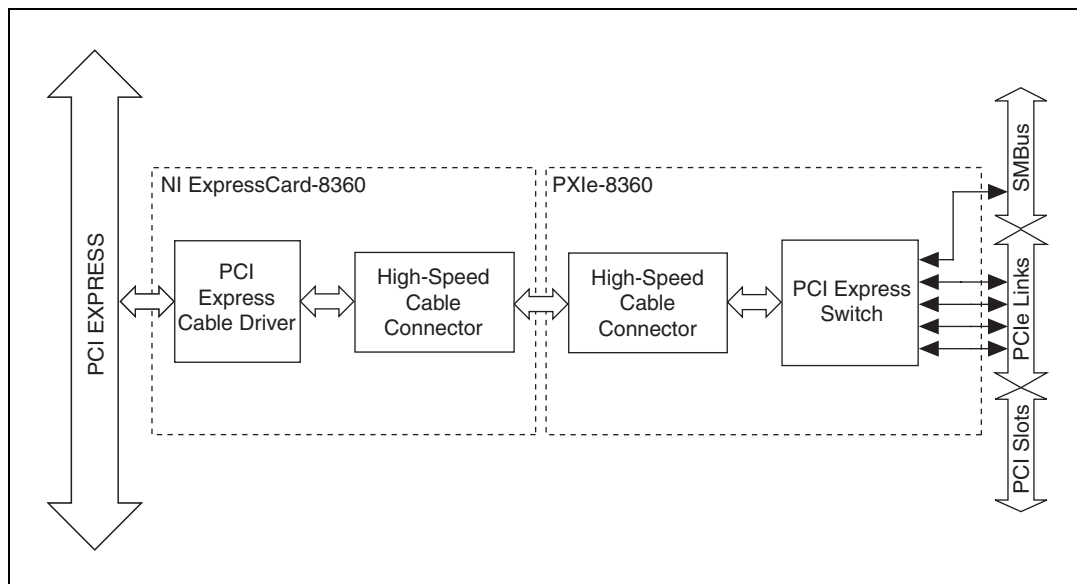 PCI EXPRESS
NI ExpressCard-8360
PCI
Express
Cable Driver
High-Speed
Cable
Connector
PXIe-8360
High-Speed
Cable
Connector
PCI Express
Switch
SMBus
PCIe Links
PCI Slots